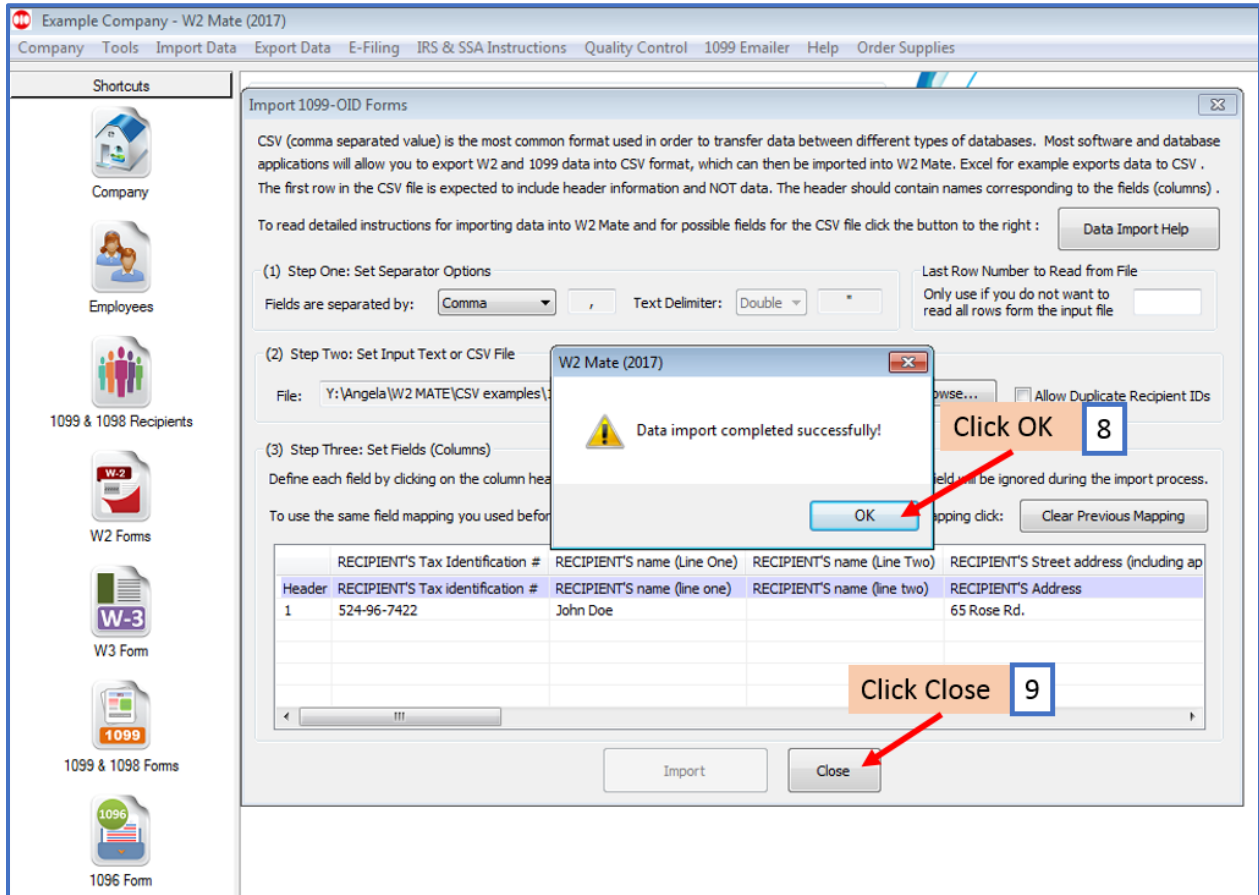 Example Company - W2 Mate (2017)
Company Tools Import Data Export Data E-Filing IRS & SSA Instructions Quality Control 1099 Emailer Help Order Supplies
Shortcuts
Company
Employees
1099 & 1098 Recipients
W-2
W2 Forms
W-3
W3 Form
1099
1099 & 1098 Forms
1096
1096 Form
Import 1099-OID Forms
CSV (comma separated value) is the most common format used in order to transfer data between different types of databases. Most software and database
applications will allow you to export W2 and 1099 data into CSV format, which can then be imported into W2 Mate. Excel for example exports data to CSV .
The first row in the CSV file is expected to include header information and NOT data. The header should contain names corresponding to the fields (columns) .
To read detailed instructions for importing data into W2 Mate and for possible fields for the CSV file click the button to the right : Data Import Help
(1) Step One: Set Separator Options
Fields are separated by: Comma , Text Delimiter: Double "
Last Row Number to Read from File
Only use if you do not want to
read all rows form the input file
(2) Step Two: Set Input Text or CSV File
File: Y:\Angela\W2 MATE\CSV examples\ owse... Allow Duplicate Recipient IDs
W2 Mate (2017)
Data import completed successfully!
OK
Click OK 8
(3) Step Three: Set Fields (Columns)
Define each field by clicking on the column hea ield will be ignored during the import process.
To use the same field mapping you used befor apping click: Clear Previous Mapping
RECIPIENT'S Tax Identification # RECIPIENT'S name (Line One) RECIPIENT'S name (Line Two) RECIPIENT'S Street address (including ap
Header RECIPIENT'S Tax identification # RECIPIENT'S name (line one) RECIPIENT'S name (line two) RECIPIENT'S Address
1 524-96-7422 John Doe 65 Rose Rd.
Click Close 9
Import Close